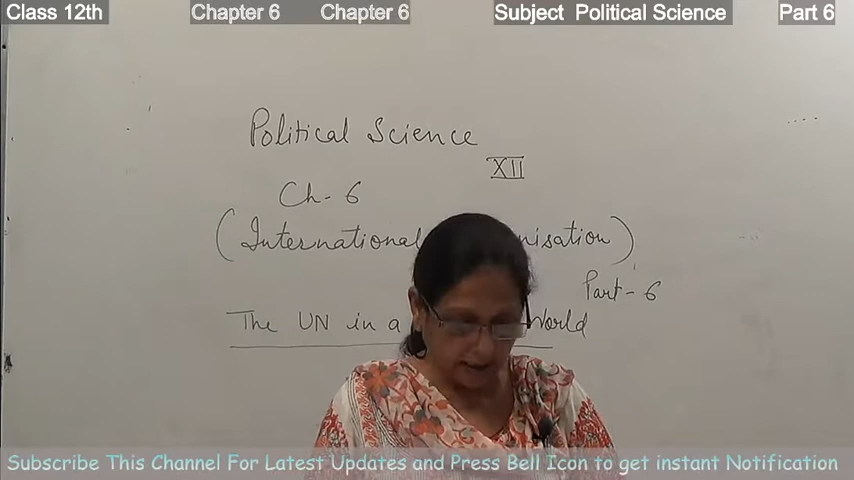 Class 12th Chapter 6 Chapter 6 Subject Political Science Part 6
Political Science
XII
Ch- 6
(International nisation)
Part- 6
The UN in a World
Subscribe This Channel For Latest Updates and Press Bell Icon to get instant Notification